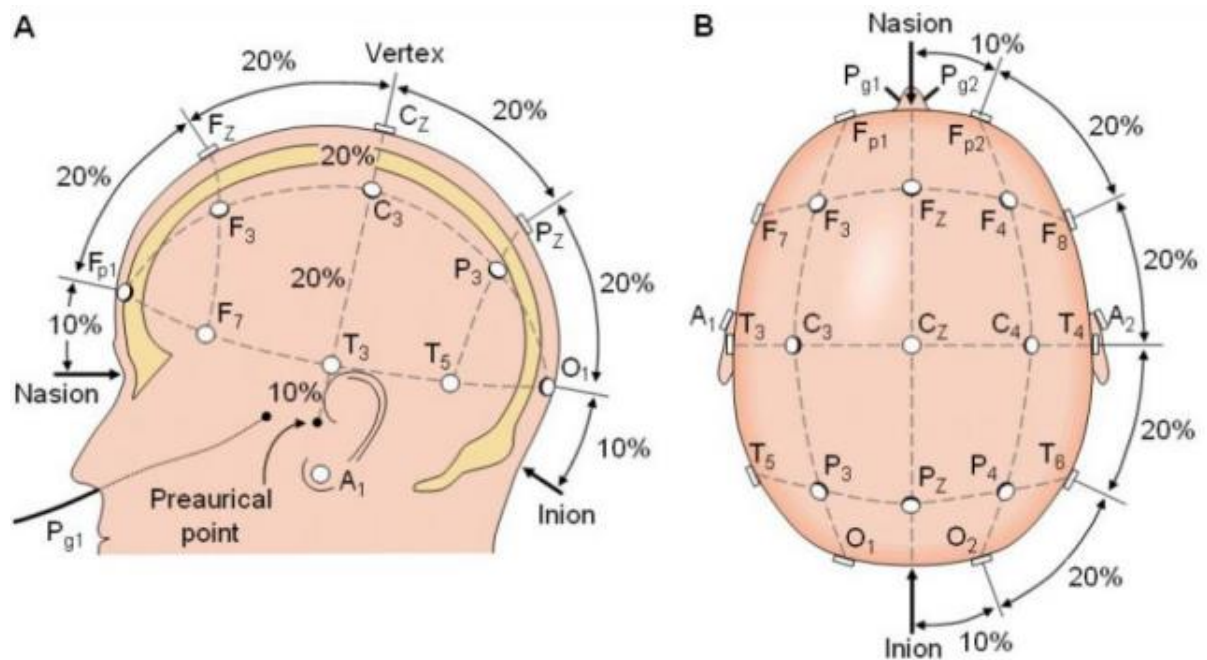 A
20%
Vertex
20%
F_Z
C_Z
20%
20%
F_3
C_3
P_Z
F_p1
20%
P_3
20%
10%
F_7
T_3
T_5
O_1
Nasion
10%
10%
A_1
Preaurical
point
Inion
P_g1
B
Nasion
10%
P_g1
P_g2
F_p1
F_p2
20%
F_7
F_3
F_Z
F_4
F_8
20%
A_1
T_3
C_3
C_Z
C_4
T_4
A_2
20%
T_5
P_3
P_Z
P_4
T_6
O_1
O_2
20%
Inion
10%